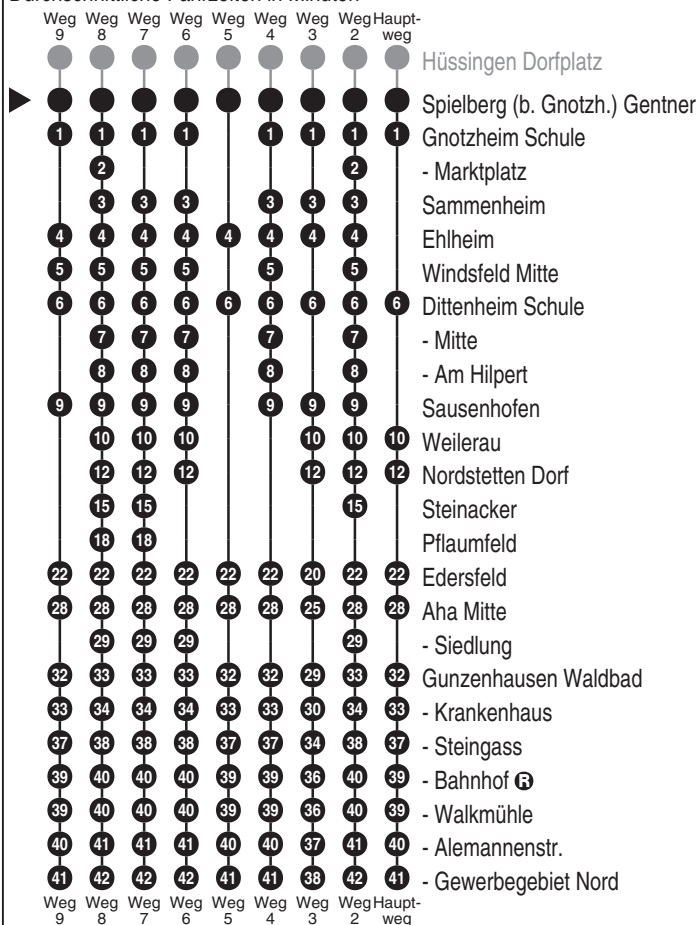 Weg Weg Weg Weg Weg Weg Weg Weg Haupt-
9 8 7 6 5 4 3 2 weg
Hüssingen Dorfplatz
Spielberg (b. Gnotzh.) Gentner
1 1 1 1 1 1 1 1 Gnotzheim Schule
2 2 - Marktplatz
3 3 3 3 3 3 Sammenheim
4 4 4 4 4 4 4 4 Ehlheim
5 5 5 5 5 5 Windsfeld Mitte
6 6 6 6 6 6 6 6 6 Dittenheim Schule
7 7 7 7 7 - Mitte
8 8 8 8 8 - Am Hilpert
9 9 9 9 9 9 9 Sausenhofen
10 10 10 10 10 10 Weilerau
12 12 12 12 12 12 Nordstetten Dorf
15 15 15 Steinacker
18 18 Pflaumfeld
22 22 22 22 22 22 20 22 22 Edersfeld
28 28 28 28 28 28 25 28 28 Aha Mitte
29 29 29 29 - Siedlung
32 33 33 33 32 32 29 33 32 Gunzenhausen Waldbad
33 34 34 34 33 33 30 34 33 - Krankenhaus
37 38 38 38 37 37 34 38 37 - Steingass
39 40 40 40 39 39 36 40 39 - Bahnhof R
39 40 40 40 39 39 36 40 39 - Walkmühle
40 41 41 41 40 40 37 41 40 - Alemannenstr.
41 42 42 42 41 41 38 42 41 - Gewerbegebiet Nord
Weg Weg Weg Weg Weg Weg Weg Weg Haupt-
9 8 7 6 5 4 3 2 weg